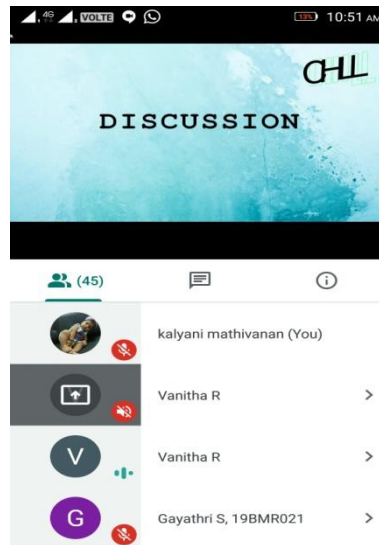 4G VOLTE 13% 10:51 AM
CHLL
DISCUSSION
(45)
kalyani mathivanan (You)
Vanitha R
V Vanitha R
G Gayathri S, 19BMR021